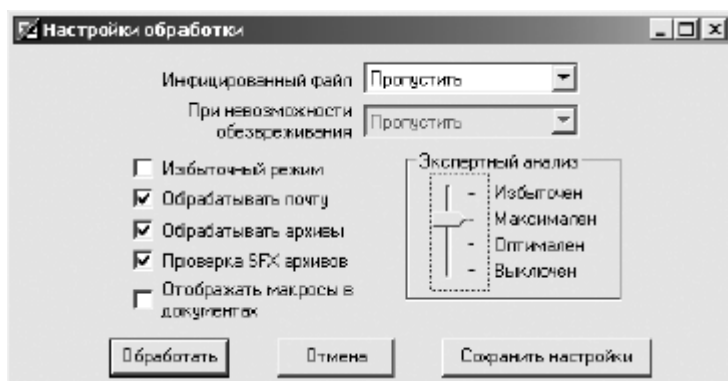 Настройки обработки
Инфицированный файл Пропустить
При невозможности
обезвреживания Пропустить
Избыточный режим
Обрабатывать почту
Обрабатывать архивы
Проверка SFX архивов
Отображать макросы в
документах
Экспертный анализ
Избыточен
Максимален
Оптимален
Выключен
Обработать Отмена Сохранить настройки